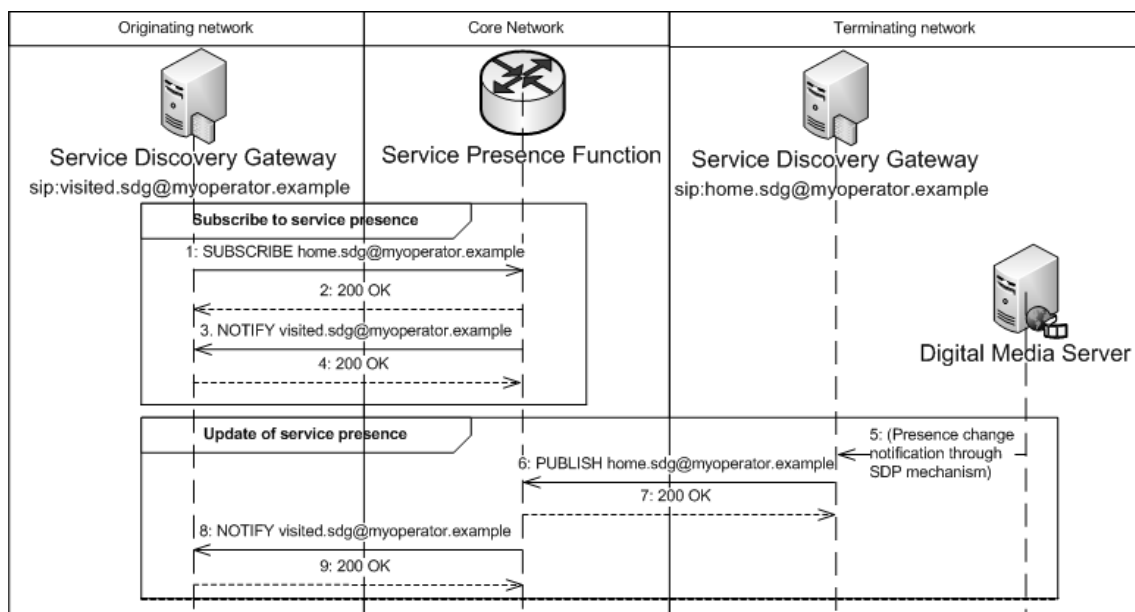 Originating network
Core Network
Terminating network
Service Discovery Gateway
sip:visited.sdg@myoperator.example
Service Presence Function
Service Discovery Gateway
sip:home.sdg@myoperator.example
Subscribe to service presence
1: SUBSCRIBE home.sdg@myoperator.example
2: 200 OK
3. NOTIFY visited.sdg@myoperator.example
4: 200 OK
Digital Media Server
Update of service presence
5: (Presence change
notification through
SDP mechanism)
6: PUBLISH home.sdg@myoperator.example
7: 200 OK
8: NOTIFY visited.sdg@myoperator.example
9: 200 OK